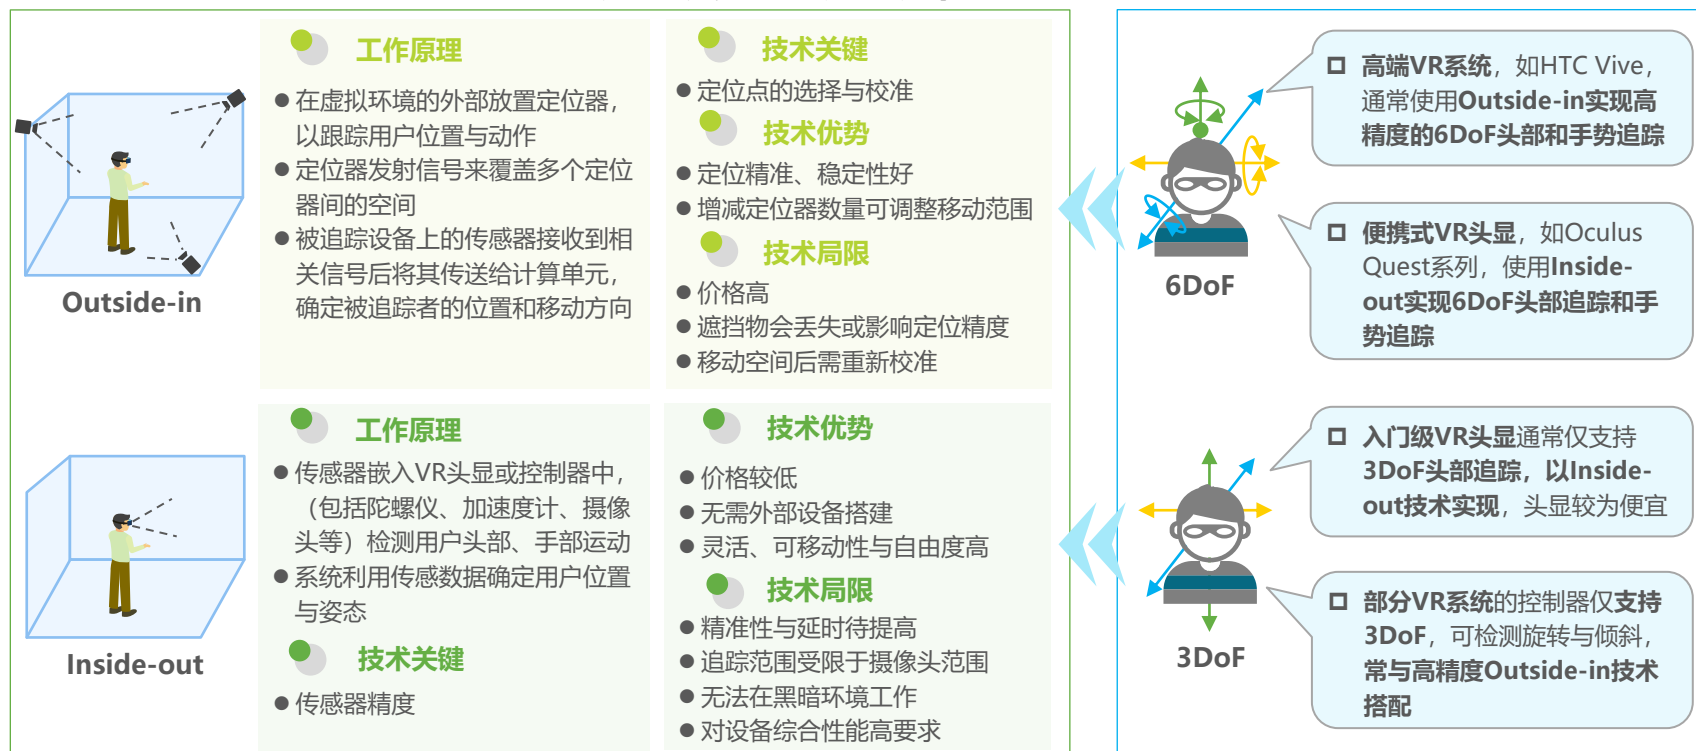 Outside-in
工作原理
在虚拟环境的外部放置定位器，
以跟踪用户位置与动作
定位器发射信号来覆盖多个定位
器间的空间
被追踪设备上的传感器接收到相
关信号后将其传送给计算单元，
确定被追踪者的位置和移动方向
技术关键
定位点的选择与校准
技术优势
定位精准、稳定性好
增减定位器数量可调整移动范围
技术局限
价格高
遮挡物会丢失或影响定位精度
移动空间后需重新校准
Inside-out
工作原理
传感器嵌入VR头显或控制器中，
（包括陀螺仪、加速度计、摄像
头等）检测用户头部、手部运动
系统利用传感数据确定用户位置
与姿态
技术关键
传感器精度
技术优势
价格较低
无需外部设备搭建
灵活、可移动性与自由度高
技术局限
精准性与延时待提高
追踪范围受限于摄像头范围
无法在黑暗环境工作
对设备综合性能高要求
6DoF
高端VR系统，如HTC Vive，
通常使用Outside-in实现高
精度的6DoF头部和手势追踪
便携式VR头显，如Oculus
Quest系列，使用Inside-
out实现6DoF头部追踪和手
势追踪
3DoF
入门级VR头显通常仅支持
3DoF头部追踪，以Inside-
out技术实现，头显较为便宜
部分VR系统的控制器仅支持
3DoF，可检测旋转与倾斜，
常与高精度Outside-in技术
搭配